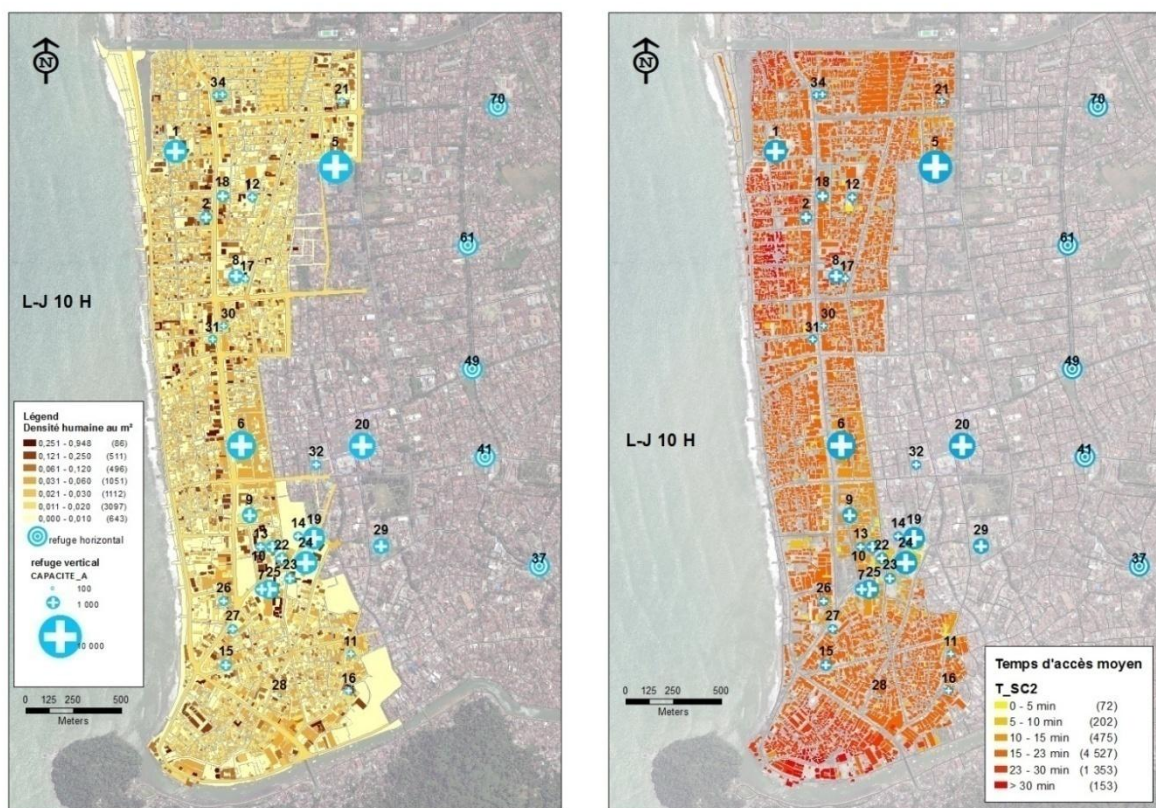 N
34
21
70
1
5
18
12
2
61
8
17
L-J 10 H
30
31
49
6
20
41
32
9
14
19
13
29
10
22
24
37
23
25
7
26
27
11
15
16
28
Légend
Densité humaine au m²
0,251 - 0,948 (86)
0,121 - 0,250 (511)
0,061 - 0,120 (496)
0,031 - 0,060 (1051)
0,021 - 0,030 (1112)
0,011 - 0,020 (3097)
0,000 - 0,010 (643)
refuge horizontal
refuge vertical
CAPACITE_A
100
1 000
10 000
0 125 250 500
Meters
N
34
21
70
1
5
18
12
2
61
8
17
30
31
49
6
20
L-J 10 H
41
32
9
14
19
13
29
10
22
24
37
23
25
7
26
27
11
15
16
28
0 125 250 500
Meters
Temps d'accès moyen
T_SC2
0 - 5 min (72)
5 - 10 min (202)
10 - 15 min (475)
15 - 23 min (4 527)
23 - 30 min (1 353)
> 30 min (153)